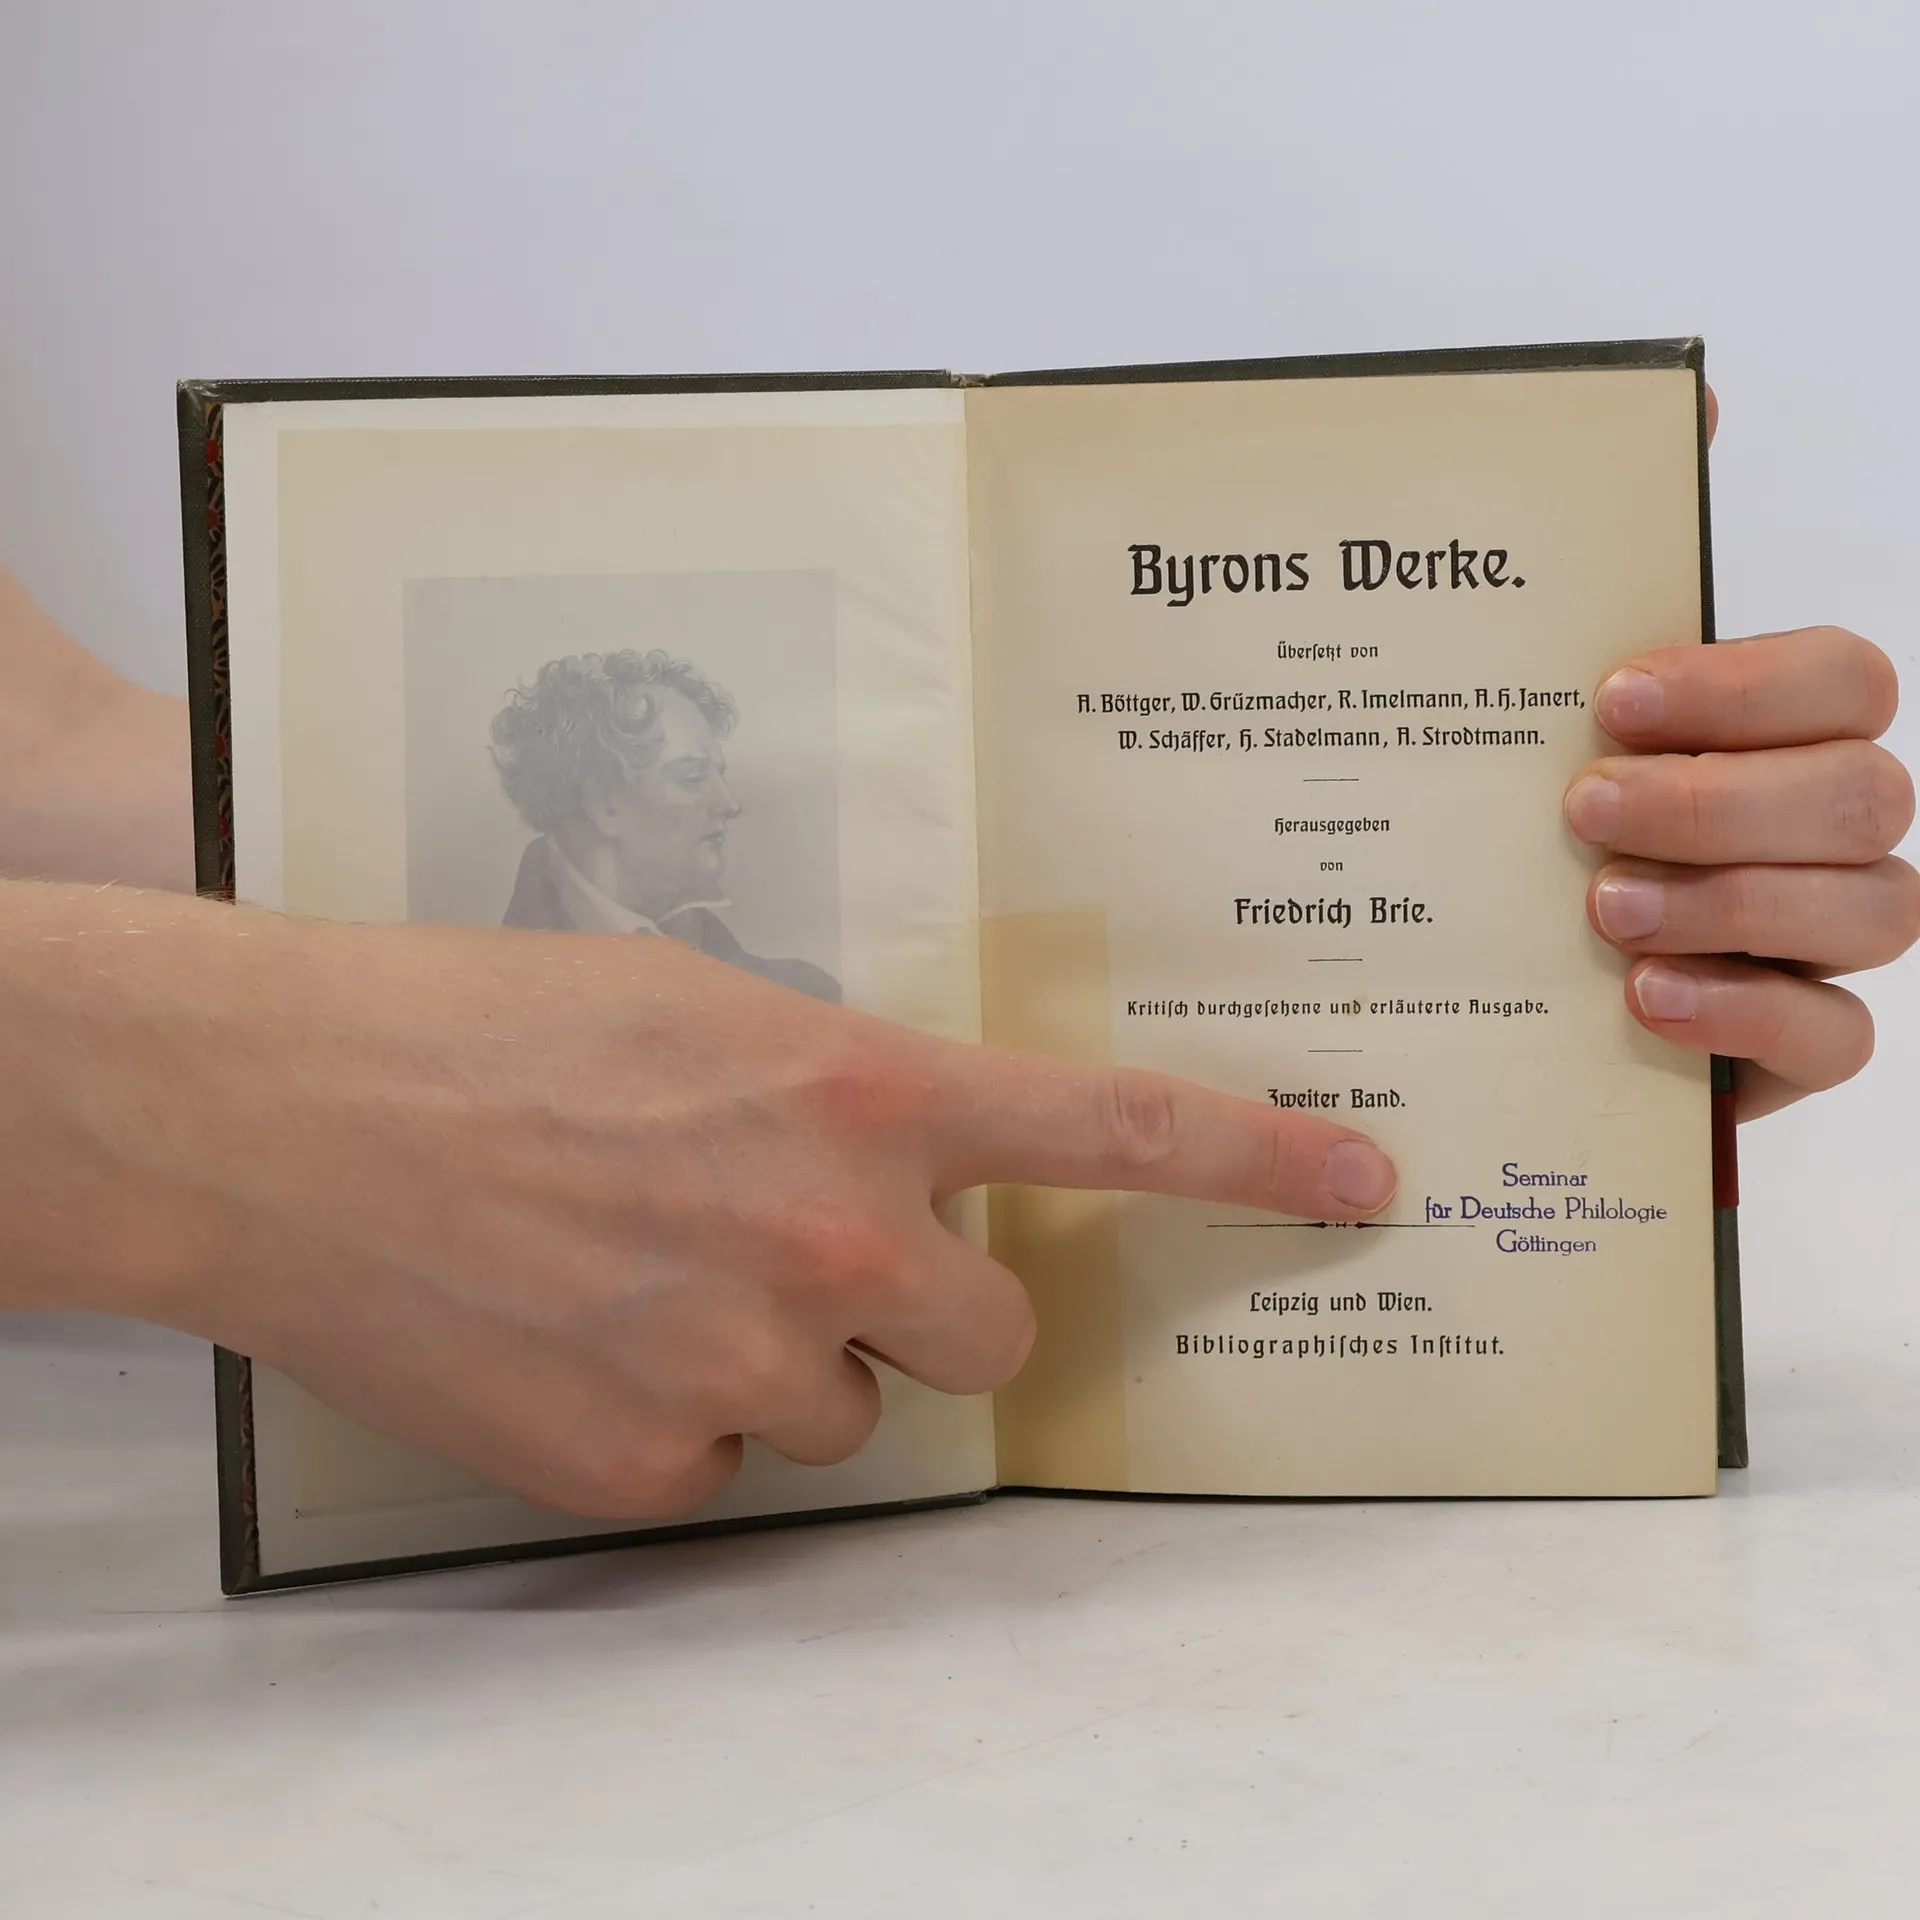 Byrons Werke.
Überſetzt von
A. Böttger, W. Grüzmacher, R. Imelmann, A. H. Janert,
W. Schäffer, H. Stadelmann, A. Strodtmann.
Herausgegeben
von
Friedrich Brie.
Kritiſch durchgeſehene und erläuterte Ausgabe.
Zweiter Band.
Seminar
für Deutsche Philologie
Göttingen
Leipzig und Wien.
Bibliographiſches Inſtitut.